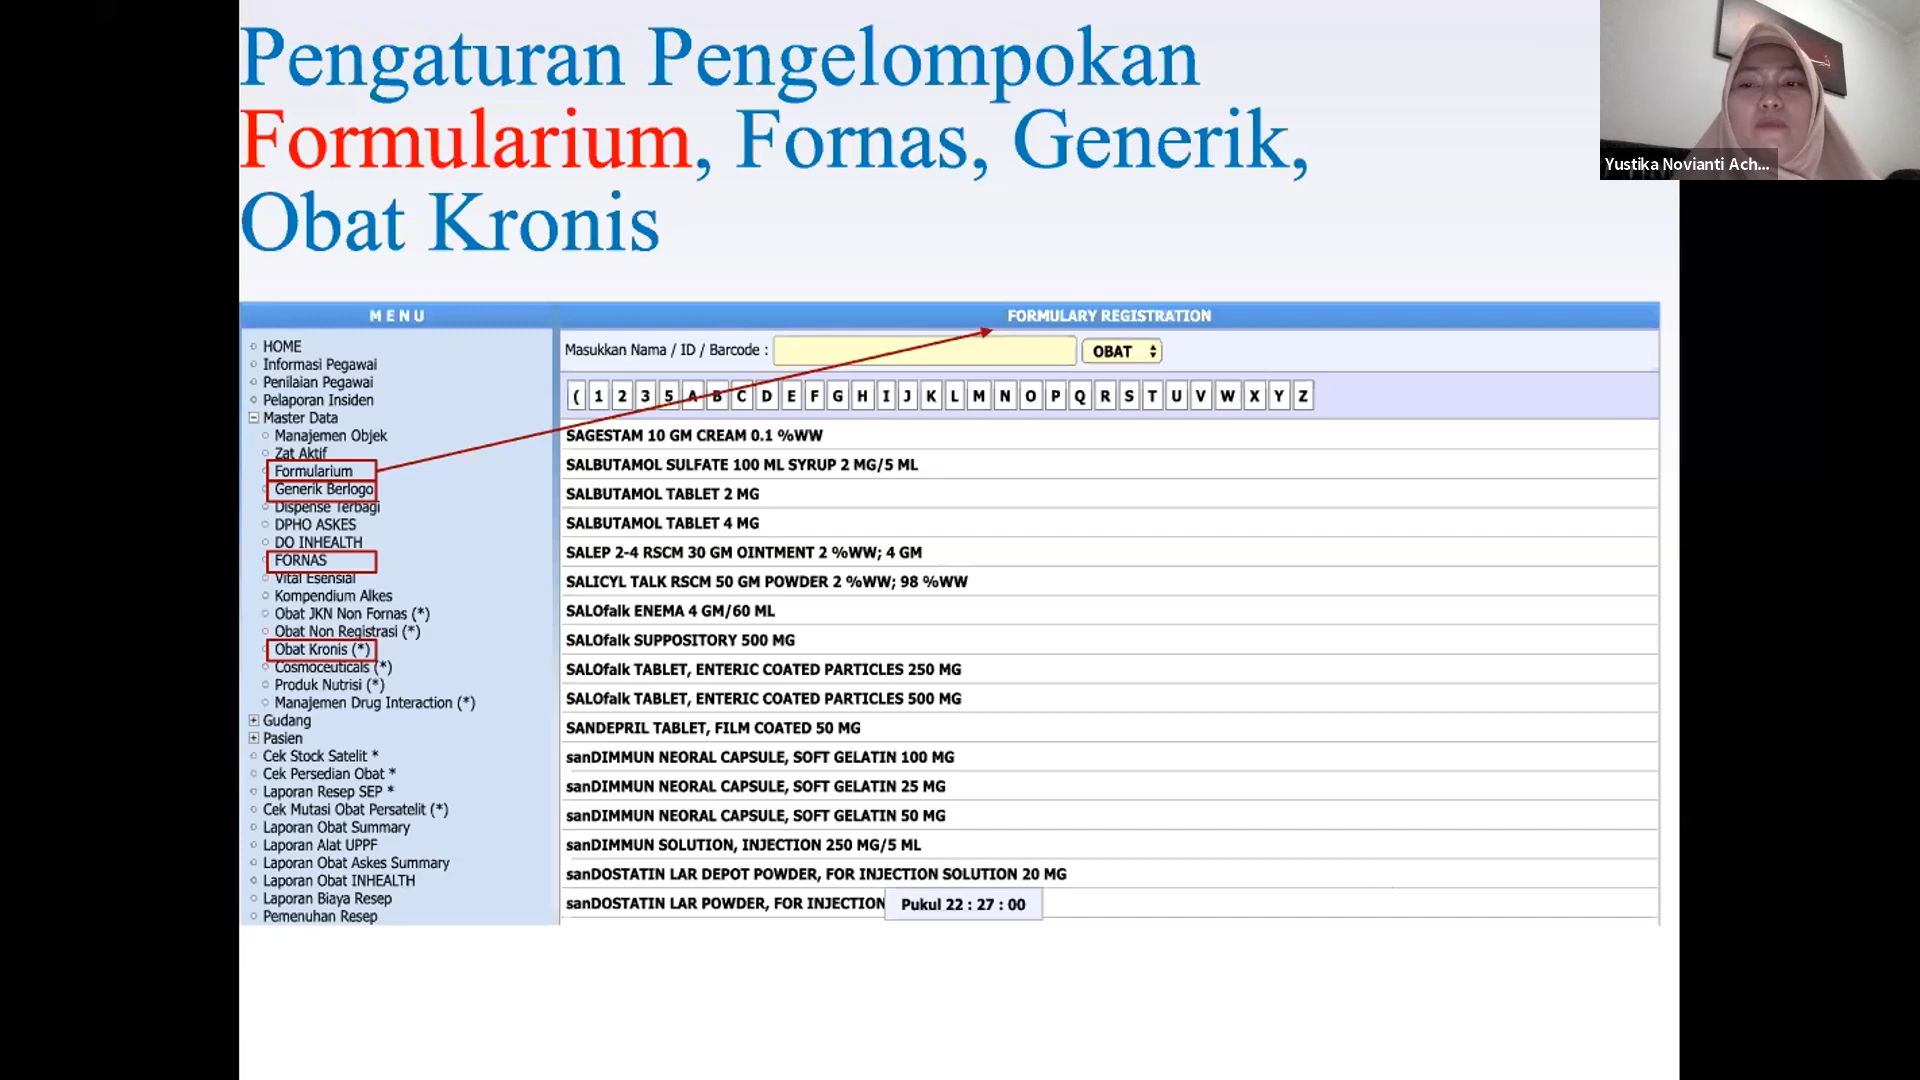 Pengaturan Pengelompokan
Formularium, Fornas, Generik,
Obat Kronis
Yustika Novianti Ach...
M E N U
HOME
Informasi Pegawai
Penilaian Pegawai
Pelaporan Insiden
Master Data
Manajemen Objek
Zat Aktif
Formularium
Generik Berlogo
Dispense Terbagi
DPHO ASKES
DO INHEALTH
FORNAS
Vital Esensial
Kompendium Alkes
Obat JKN Non Fornas (*)
Obat Non Registrasi (*)
Obat Kronis (*)
Cosmoceuticals (*)
Produk Nutrisi (*)
Manajemen Drug Interaction (*)
Gudang
Pasien
Cek Stock Satelit *
Cek Persedian Obat *
Laporan Resep SEP *
Cek Mutasi Obat Persatelit (*)
Laporan Obat Summary
Laporan Alat UPPF
Laporan Obat Askes Summary
Laporan Obat INHEALTH
Laporan Biaya Resep
Pemenuhan Resep
FORMULARY REGISTRATION
Masukkan Nama / ID / Barcode : OBAT
( 1 2 3 5 A B C D E F G H I J K L M N O P Q R S T U V W X Y Z
SAGESTAM 10 GM CREAM 0.1 %WW
SALBUTAMOL SULFATE 100 ML SYRUP 2 MG/5 ML
SALBUTAMOL TABLET 2 MG
SALBUTAMOL TABLET 4 MG
SALEP 2-4 RSCM 30 GM OINTMENT 2 %WW; 4 GM
SALICYL TALK RSCM 50 GM POWDER 2 %WW; 98 %WW
SALOfalk ENEMA 4 GM/60 ML
SALOfalk SUPPOSITORY 500 MG
SALOfalk TABLET, ENTERIC COATED PARTICLES 250 MG
SALOfalk TABLET, ENTERIC COATED PARTICLES 500 MG
SANDEPRIL TABLET, FILM COATED 50 MG
sanDIMMUN NEORAL CAPSULE, SOFT GELATIN 100 MG
sanDIMMUN NEORAL CAPSULE, SOFT GELATIN 25 MG
sanDIMMUN NEORAL CAPSULE, SOFT GELATIN 50 MG
sanDIMMUN SOLUTION, INJECTION 250 MG/5 ML
sanDOSTATIN LAR DEPOT POWDER, FOR INJECTION SOLUTION 20 MG
sanDOSTATIN LAR POWDER, FOR INJECTION
Pukul 22 : 27 : 00